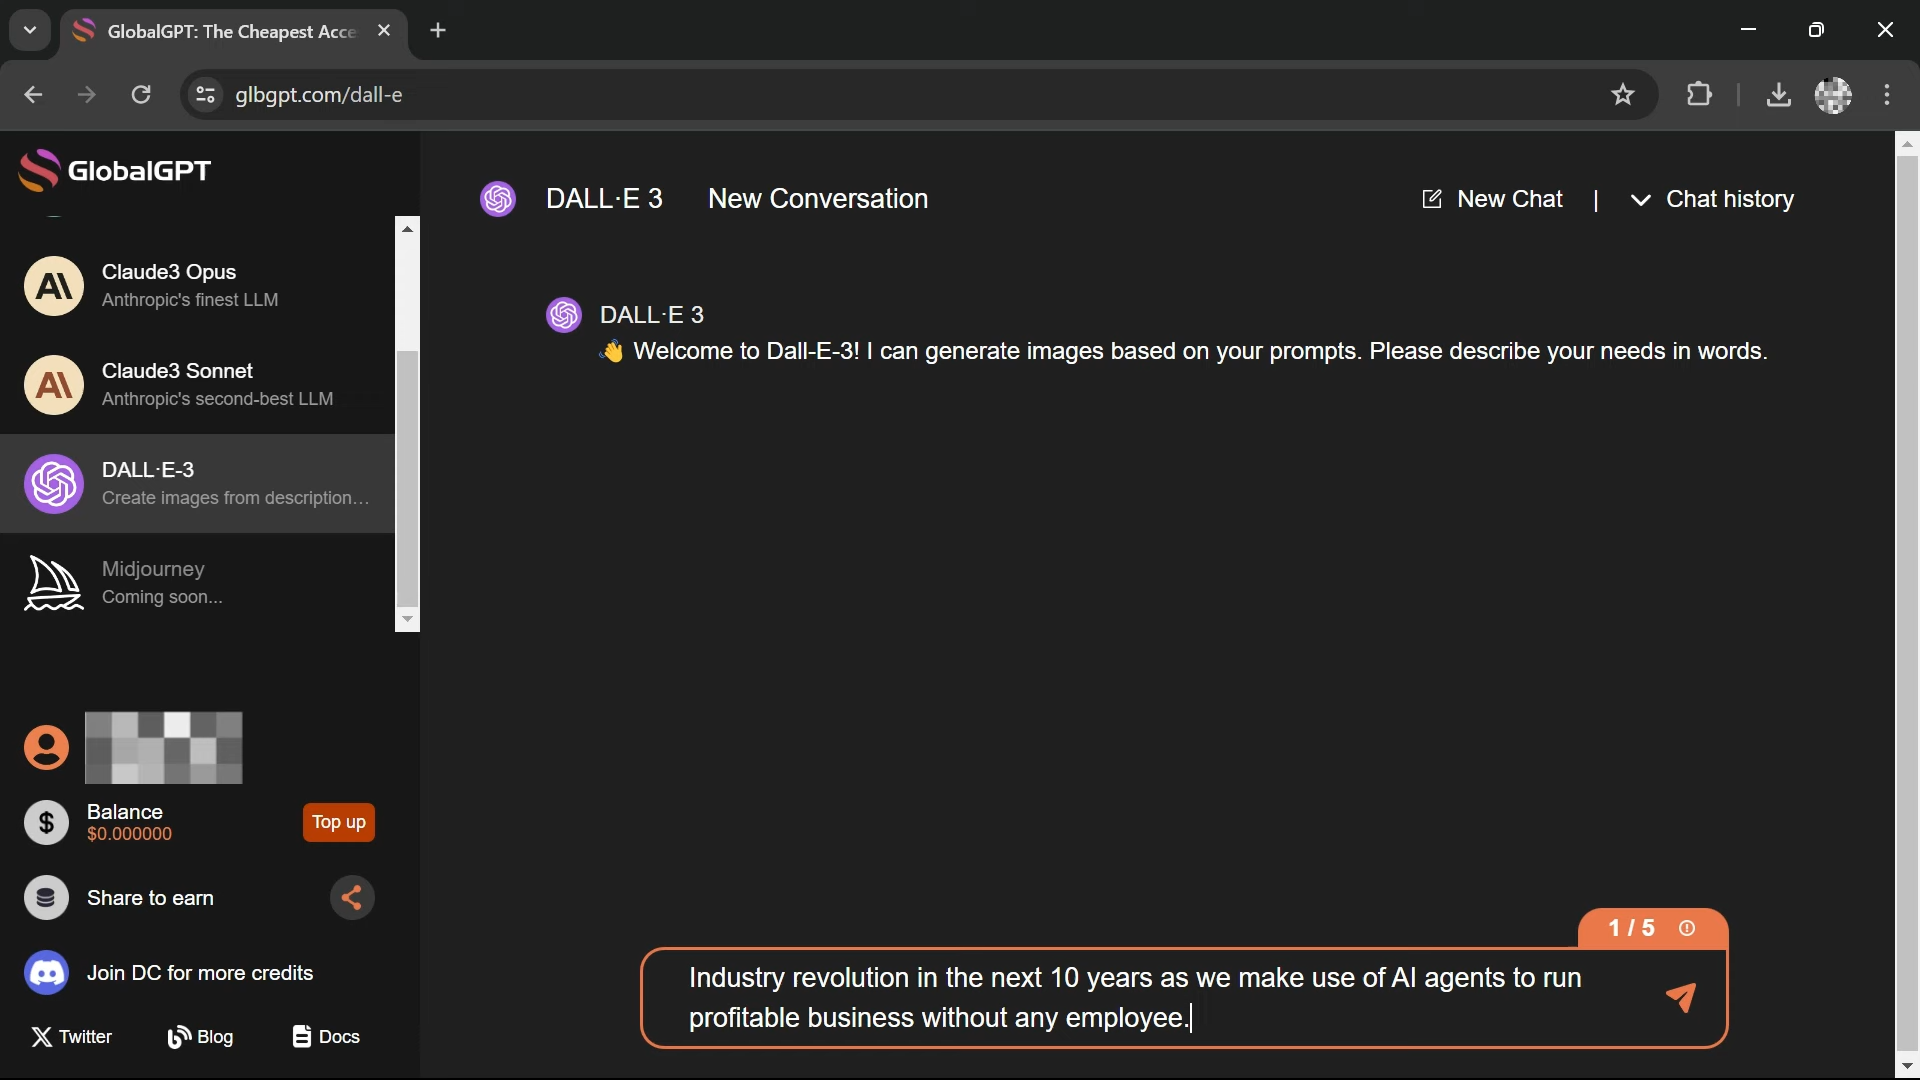 GlobalGPT: The Cheapest Acce
glbgpt.com/dall-e
GlobalGPT
Claude3 Opus
Anthropic's finest LLM
Claude3 Sonnet
Anthropic's second-best LLM
DALL·E-3
Create images from description...
Midjourney
Coming soon...
Balance
$0.000000
Top up
Share to earn
Join DC for more credits
Twitter
Blog
Docs
DALL·E 3
New Conversation
New Chat | Chat history
DALL·E 3
👋 Welcome to Dall-E-3! I can generate images based on your prompts. Please describe your needs in words.
1 / 5
Industry revolution in the next 10 years as we make use of AI agents to run
profitable business without any employee.